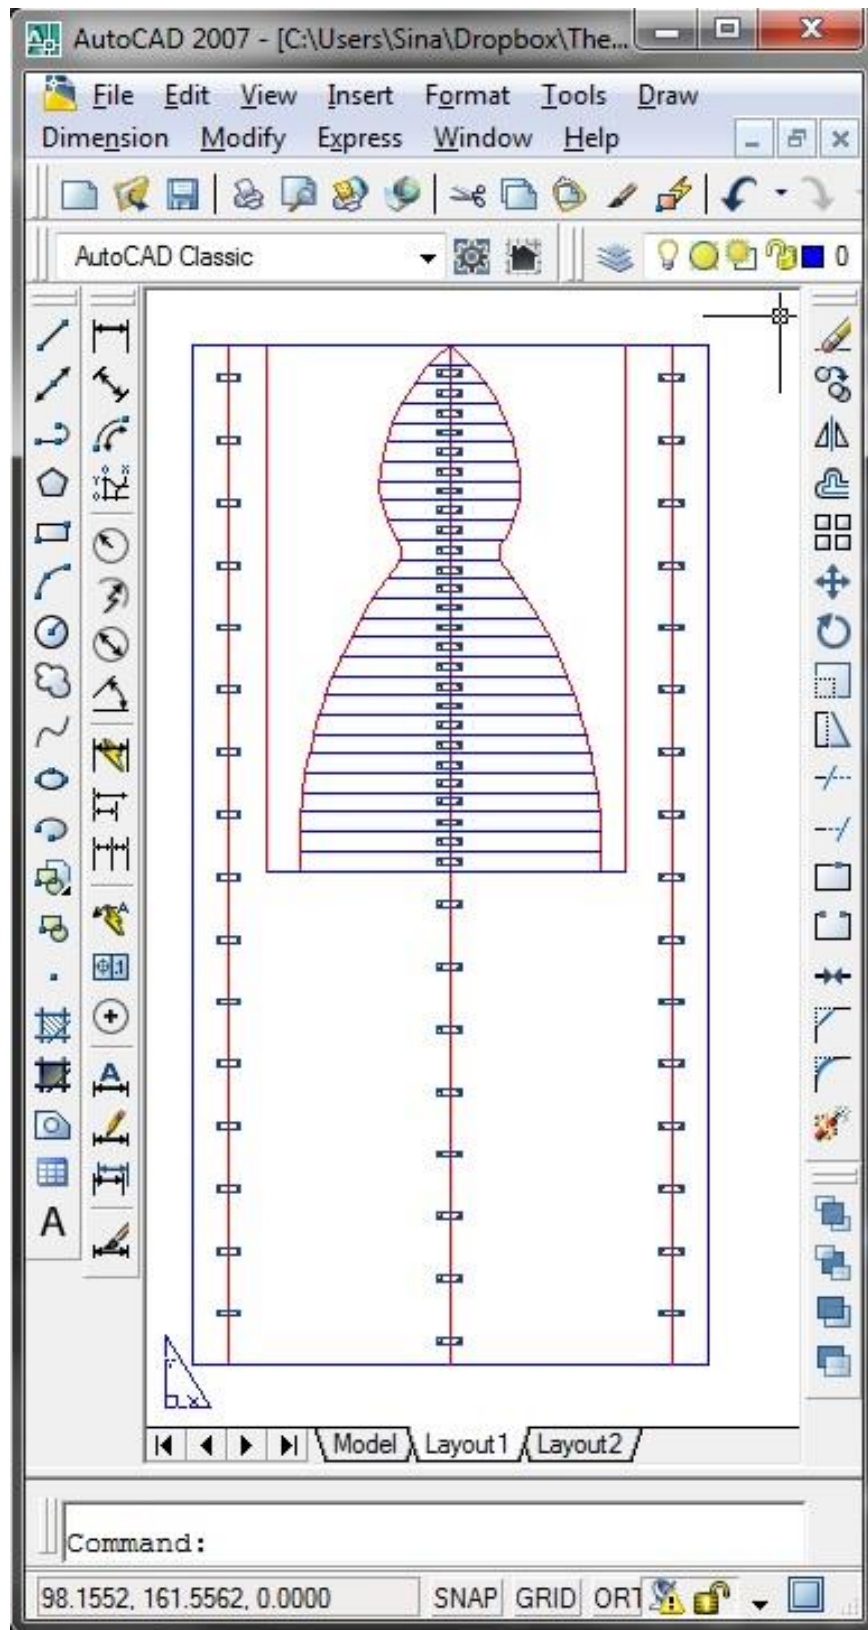 AutoCAD 2007 - [C:\Users\Sina\Dropbox\The...
File Edit View Insert Format Tools Draw
Dimension Modify Express Window Help
AutoCAD Classic 0
Model Layout1 Layout2
Command:
98.1552, 161.5562, 0.0000 SNAP GRID ORT